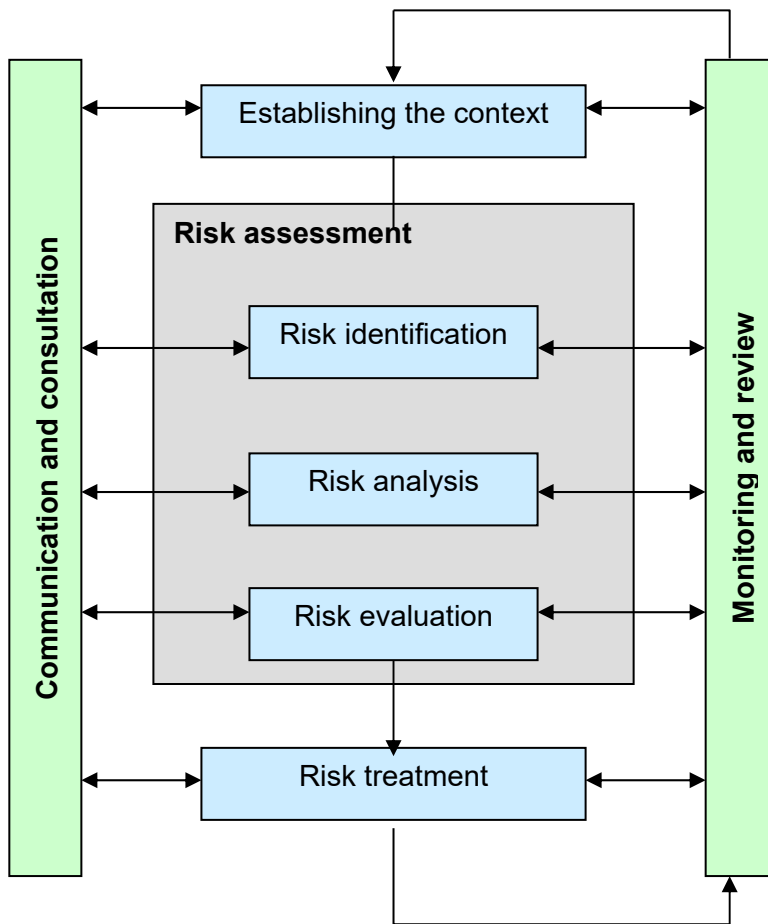 Establishing the context
Risk assessment
Communication and consultation
Risk identification
Monitoring and review
Risk analysis
Risk evaluation
Risk treatment